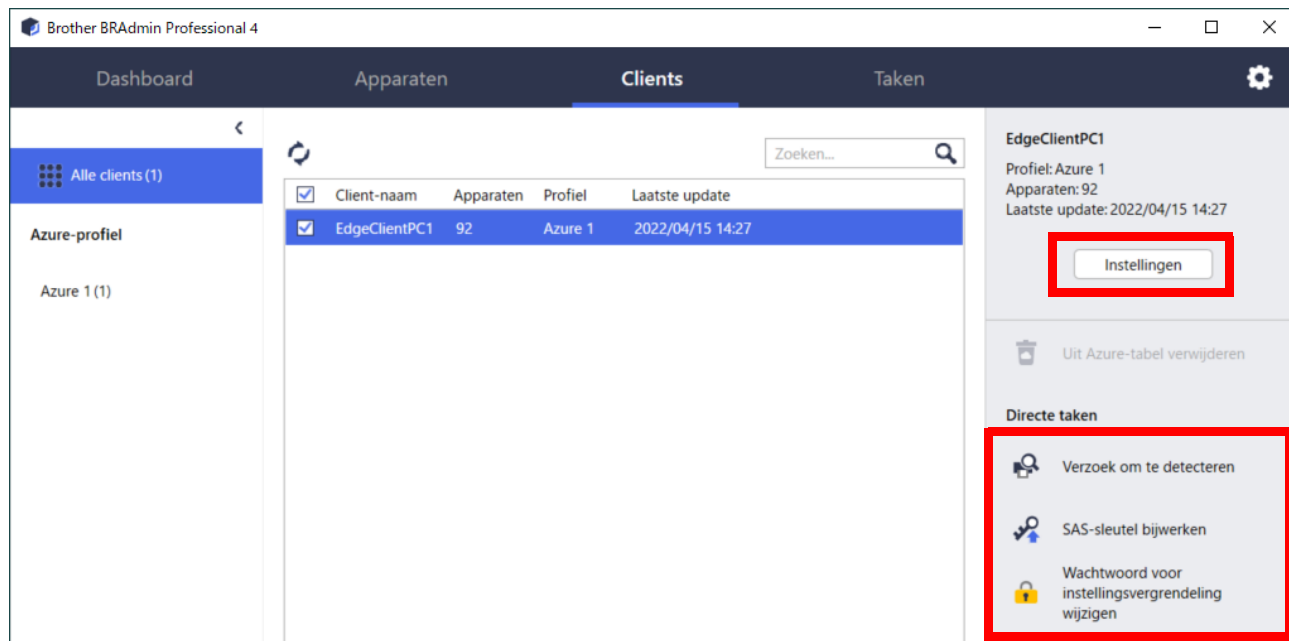 Brother BRAdmin Professional 4
Dashboard
Apparaten
Clients
Taken
Alle clients (1)
Azure-profiel
Azure 1 (1)
Zoeken...
Client-naam Apparaten Profiel Laatste update
EdgeClientPC1 92 Azure 1 2022/04/15 14:27
EdgeClientPC1
Profiel: Azure 1
Apparaten: 92
Laatste update: 2022/04/15 14:27
Instellingen
Uit Azure-tabel verwijderen
Directe taken
Verzoek om te detecteren
SAS-sleutel bijwerken
Wachtwoord voor
instellingsvergrendeling
wijzigen